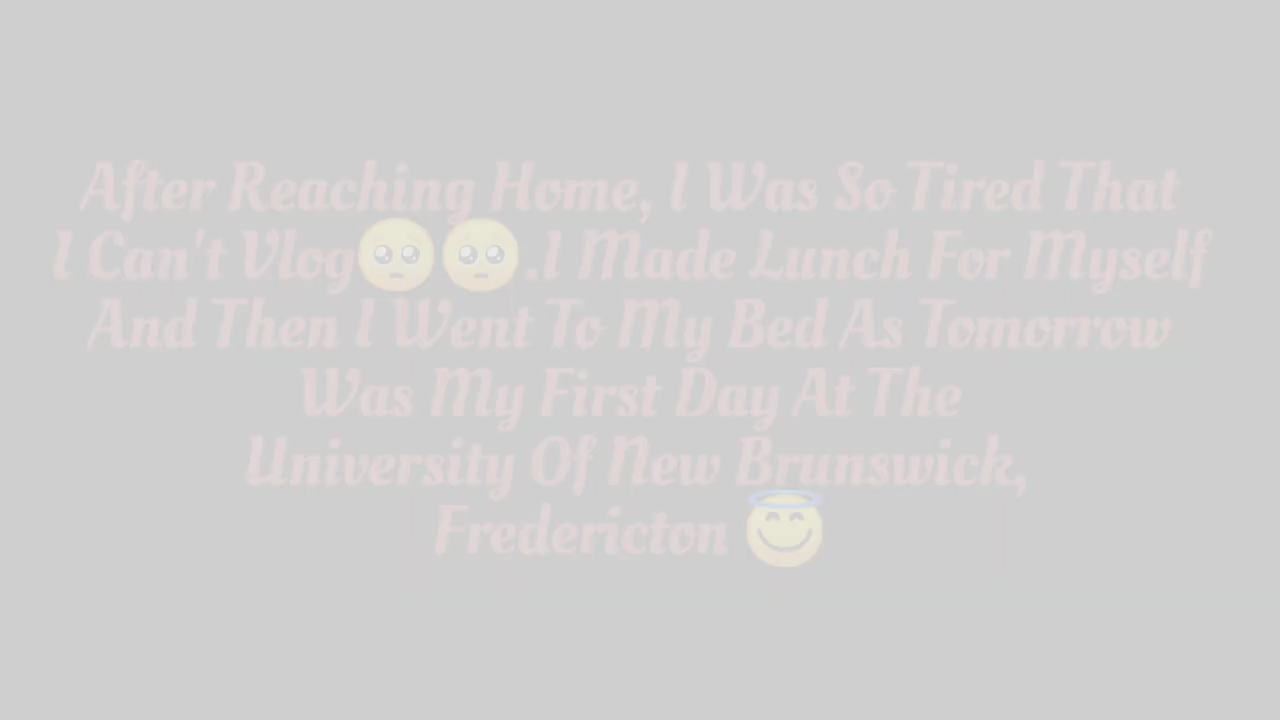 After Reaching Home, I Was So Tired That
I Can't Vlog🥺🥺.I Made Lunch For Myself
And Then I Went To My Bed As Tomorrow
Was My First Day At The
University Of New Brunswick,
Fredericton 😇